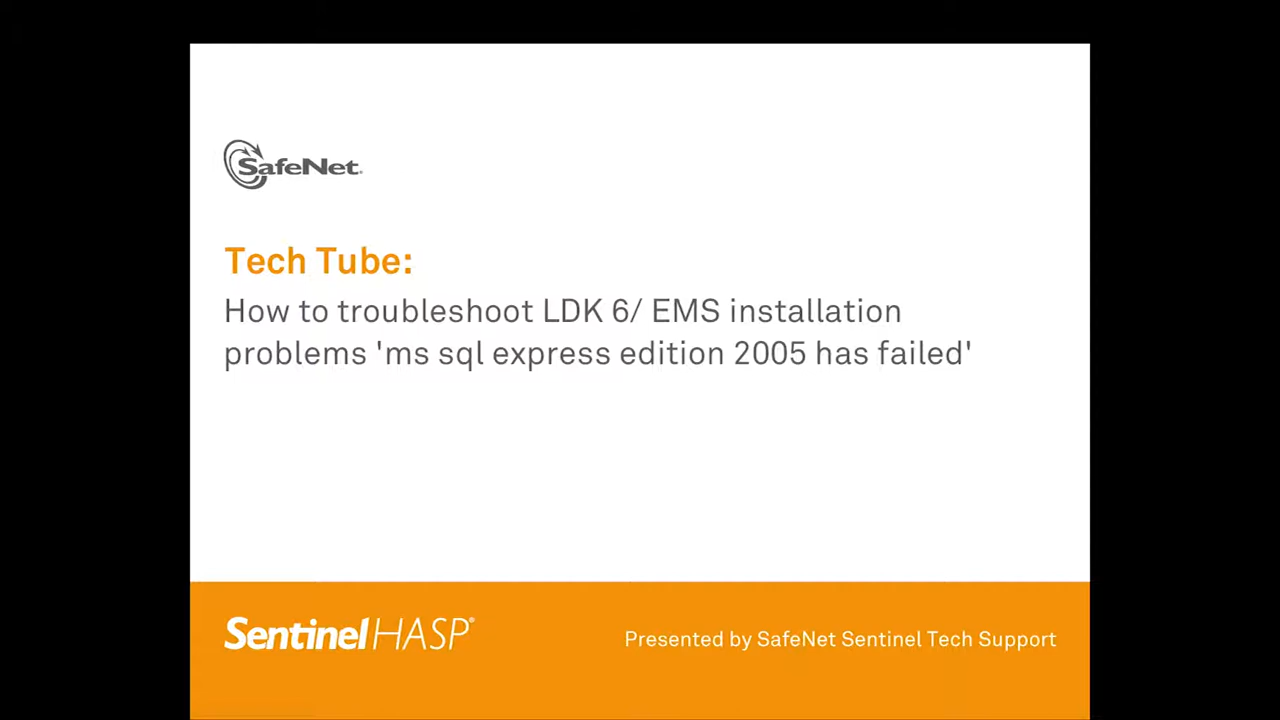 SafeNet®
Tech Tube:
How to troubleshoot LDK 6/ EMS installation
problems 'ms sql express edition 2005 has failed'
Sentinel HASP®
Presented by SafeNet Sentinel Tech Support